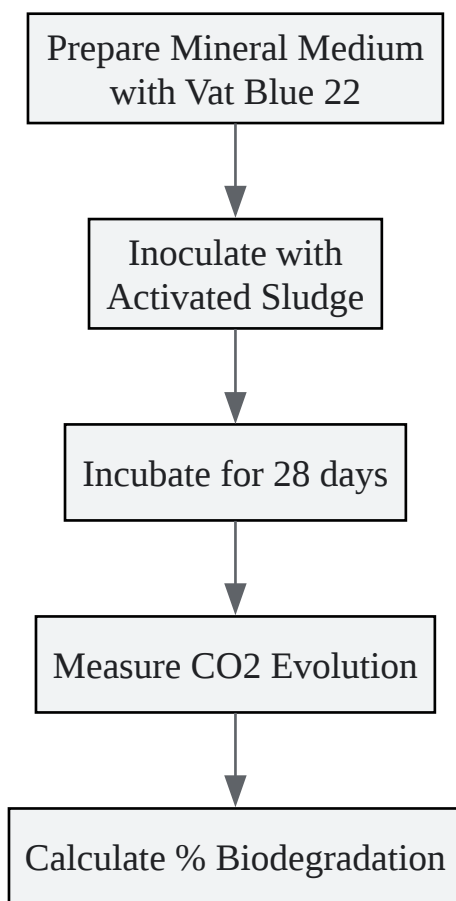 Prepare Mineral Medium
with Vat Blue 22
Inoculate with
Activated Sludge
Incubate for 28 days
Measure CO2 Evolution
Calculate % Biodegradation